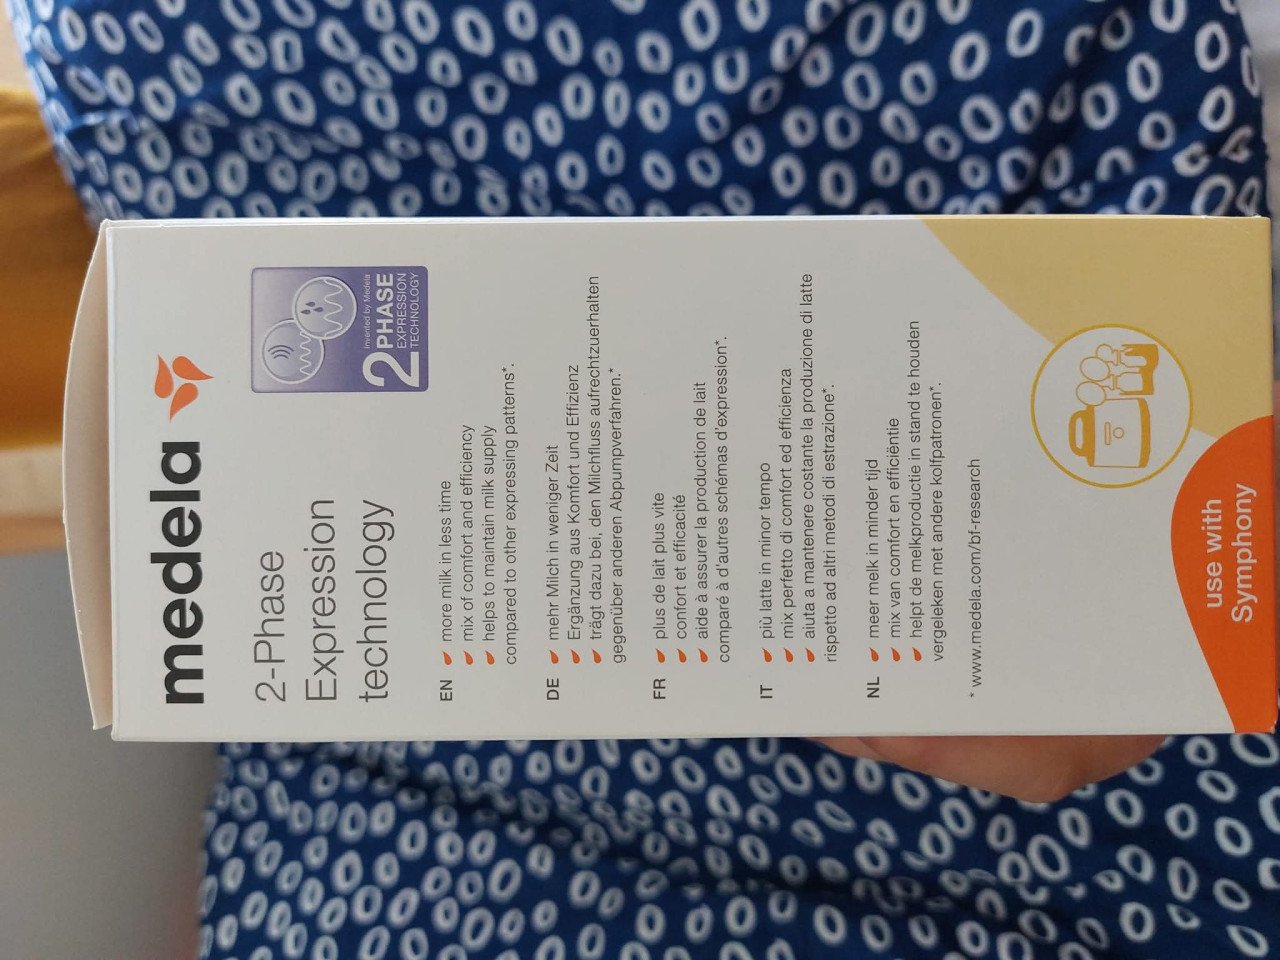 medela
2-Phase
Expression
technology
Invented by Medela
2 PHASE
EXPRESSION
TECHNOLOGY
EN more milk in less time
mix of comfort and efficiency
helps to maintain milk supply
compared to other expressing patterns*.
DE mehr Milch in weniger Zeit
Ergänzung aus Komfort und Effizienz
trägt dazu bei, den Milchfluss aufrechtzuerhalten
gegenüber anderen Abpumpverfahren.*
FR plus de lait plus vite
confort et efficacité
aide à assurer la production de lait
comparé à d'autres schémas d'expression*.
IT più latte in minor tempo
mix perfetto di comfort ed efficienza
aiuta a mantenere costante la produzione di latte
rispetto ad altri metodi di estrazione*.
NL meer melk in minder tijd
mix van comfort en efficiëntie
helpt de melkproductie in stand te houden
vergeleken met andere kolfpatronen*.
* www.medela.com/bf-research
use with
Symphony